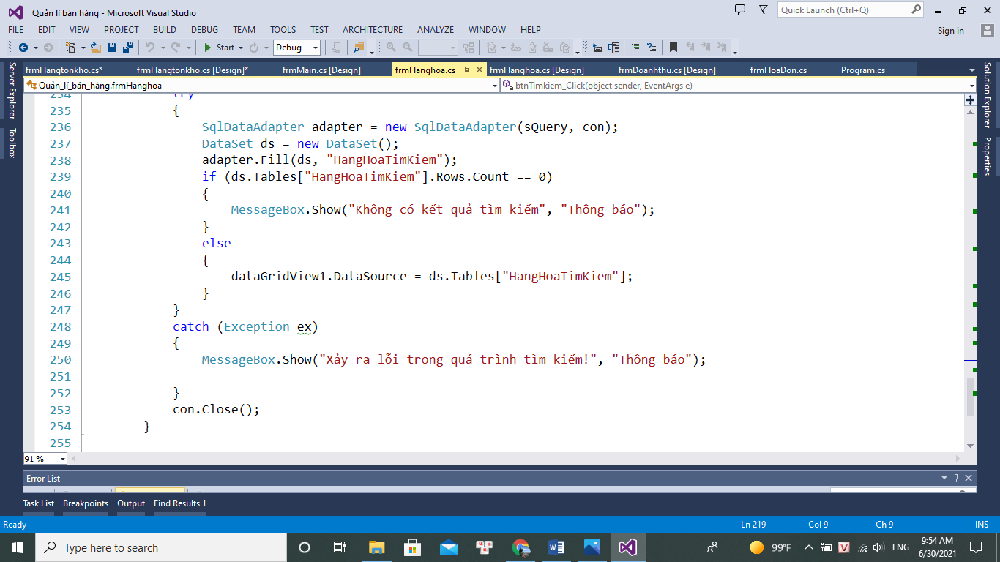 Quản lí bán hàng - Microsoft Visual Studio
Quick Launch (Ctrl+Q)
FILE EDIT VIEW PROJECT BUILD DEBUG TEAM TOOLS TEST ARCHITECTURE ANALYZE WINDOW HELP
Sign in
Start Debug
Server Explorer
Toolbox
Solution Explorer
Properties
frmHangtonkho.cs* frmHangtonkho.cs [Design]* frmMain.cs [Design] frmHanghoa.cs frmHanghoa.cs [Design] frmDoanhthu.cs [Design] frmHoaDon.cs Program.cs
Quản_lí_bán_hàng.frmHanghoa btnTimkiem_Click(object sender, EventArgs e)
234 try
235 {
236 SqlDataAdapter adapter = new SqlDataAdapter(sQuery, con);
237 DataSet ds = new DataSet();
238 adapter.Fill(ds, "HangHoaTimKiem");
239 if (ds.Tables["HangHoaTimKiem"].Rows.Count == 0)
240 {
241 MessageBox.Show("Không có kết quả tìm kiếm", "Thông báo");
242 }
243 else
244 {
245 dataGridView1.DataSource = ds.Tables["HangHoaTimKiem"];
246 }
247 }
248 catch (Exception ex)
249 {
250 MessageBox.Show("Xảy ra lỗi trong quá trình tìm kiếm!", "Thông báo");
251
252 }
253 con.Close();
254 }
255
91 %
Error List
Task List Breakpoints Output Find Results 1
Ready Ln 219 Col 9 Ch 9 INS
Type here to search
99°F ENG 9:54 AM
6/30/2021